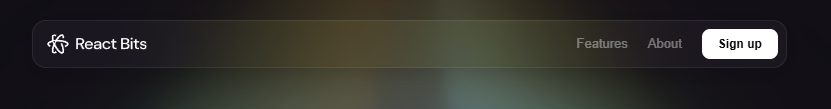 React Bits
Features
About
Sign up